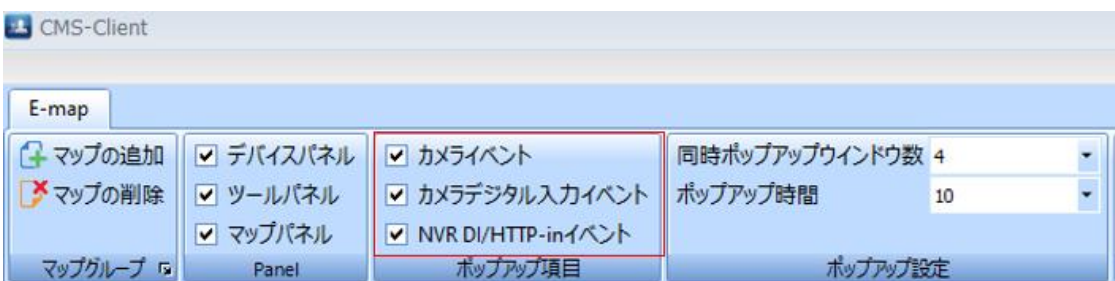 CMS-Client
E-map
マップの追加
マップの削除
マップグループ
デバイスパネル
ツールパネル
マップパネル
Panel
カメライベント
カメラデジタル入力イベント
NVR DI/HTTP-inイベント
ポップアップ項目
同時ポップアップウインドウ数 4
ポップアップ時間 10
ポップアップ設定